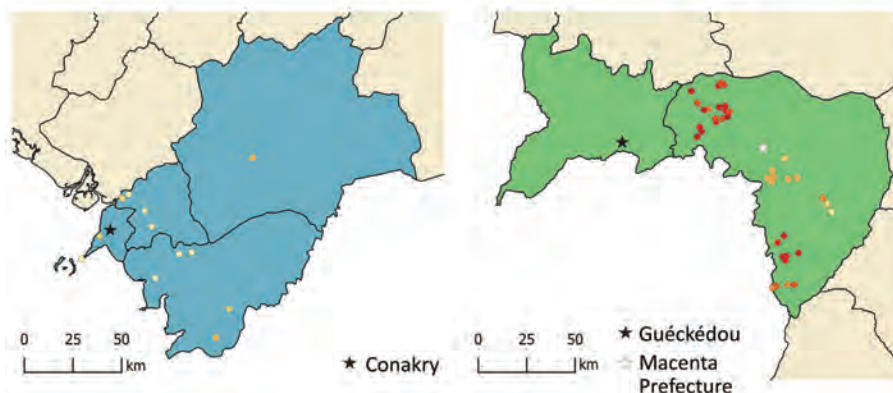 0 25 50
km
★ Conakry
0 25 50
km
★ Guéckédou
☆ Macenta
Prefecture